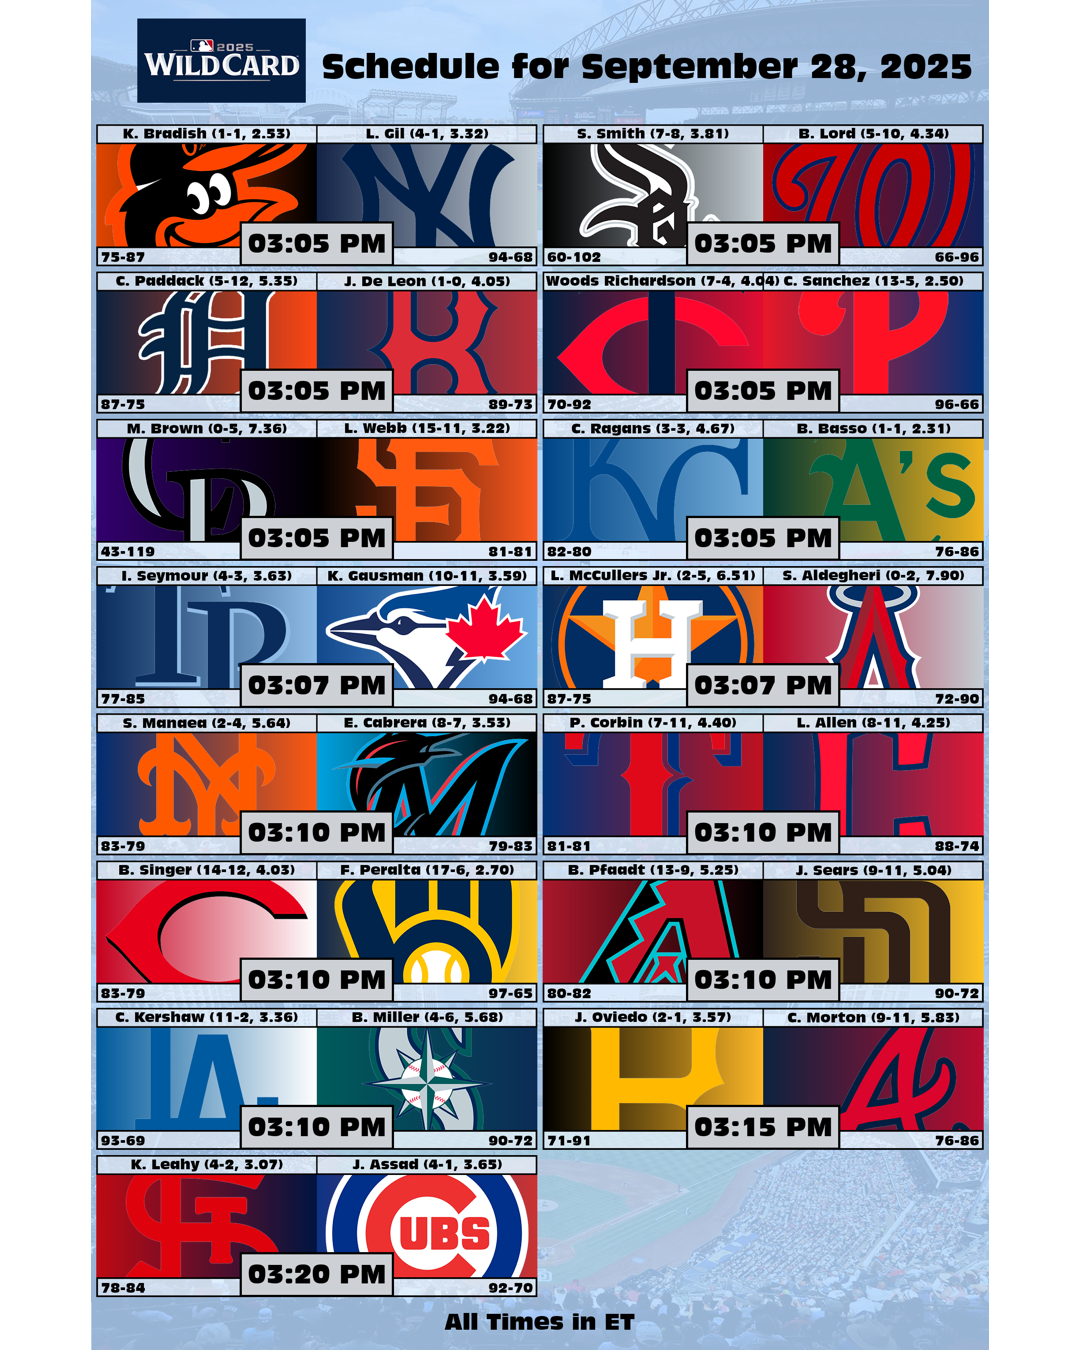 2025
WILD CARD
Schedule for September 28, 2025
K. Bradish (1-1, 2.53) L. Gil (4-1, 3.32)
03:05 PM
75-87 94-68
S. Smith (7-8, 3.81) B. Lord (5-10, 4.34)
03:05 PM
60-102 66-96
C. Paddack (5-12, 5.35) J. De Leon (1-0, 4.05)
03:05 PM
87-75 89-73
Woods Richardson (7-4, 4.04) C. Sanchez (13-5, 2.50)
03:05 PM
70-92 96-66
M. Brown (0-5, 7.36) L. Webb (15-11, 3.22)
03:05 PM
43-119 81-81
C. Ragans (3-3, 4.67) B. Basso (1-1, 2.31)
A's
03:05 PM
82-80 76-86
I. Seymour (4-3, 3.63) K. Gausman (10-11, 3.59)
03:07 PM
77-85 94-68
L. McCullers Jr. (2-5, 6.51) S. Aldegheri (0-2, 7.90)
03:07 PM
87-75 72-90
S. Manaea (2-4, 5.64) E. Cabrera (8-7, 3.53)
03:10 PM
83-79 79-83
P. Corbin (7-11, 4.40) L. Allen (8-11, 4.25)
03:10 PM
81-81 88-74
B. Singer (14-12, 4.03) F. Peralta (17-6, 2.70)
03:10 PM
83-79 97-65
B. Pfaadt (13-9, 5.25) J. Sears (9-11, 5.04)
03:10 PM
80-82 90-72
C. Kershaw (11-2, 3.36) B. Miller (4-6, 5.68)
03:10 PM
93-69 90-72
J. Oviedo (2-1, 3.57) C. Morton (9-11, 5.83)
03:15 PM
71-91 76-86
K. Leahy (4-2, 3.07) J. Assad (4-1, 3.65)
CUBS
03:20 PM
78-84 92-70
All Times in ET